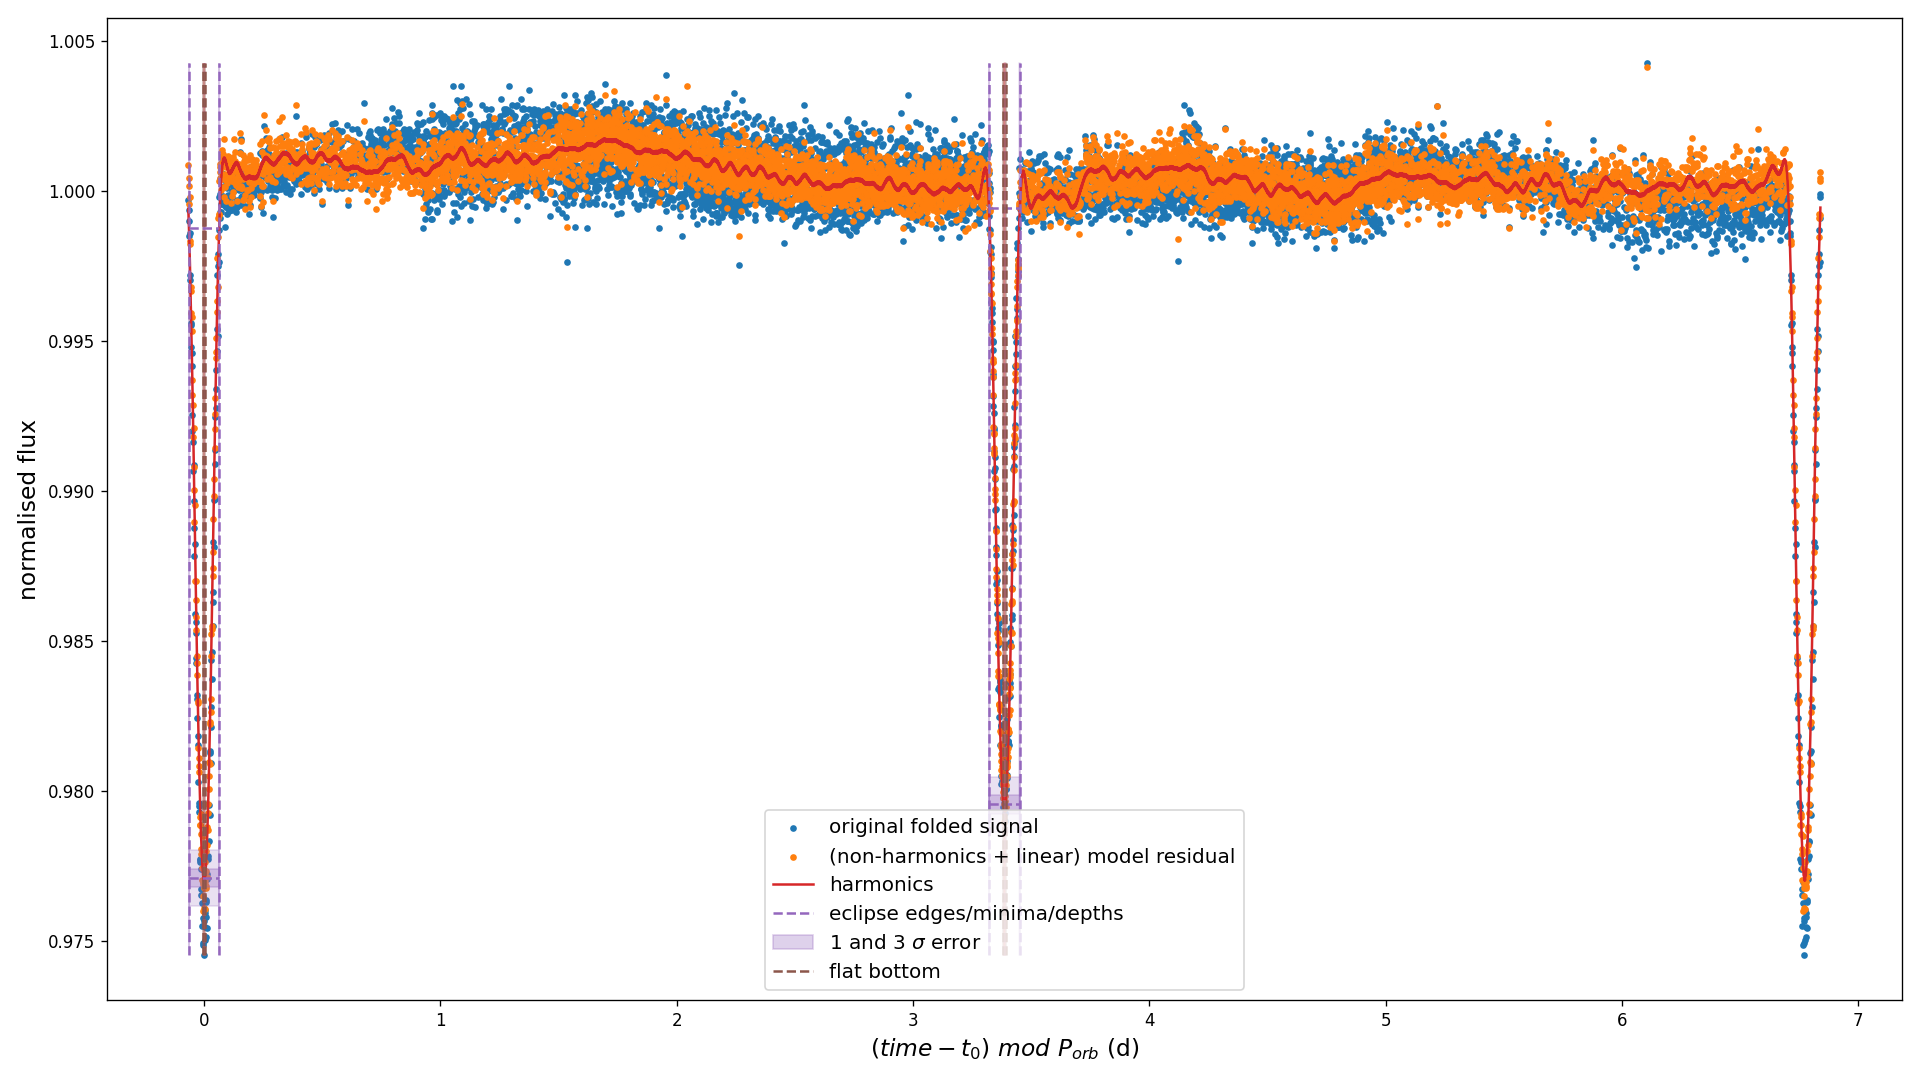 1.005
1.000
0.995
0.990
0.985
0.980
0.975
normalised flux
original folded signal
(non-harmonics + linear) model residual
harmonics
eclipse edges/minima/depths
1 and 3 σ error
flat bottom
0 1 2 3 4 5 6 7
(time − t₀) mod Pₒᵣb (d)